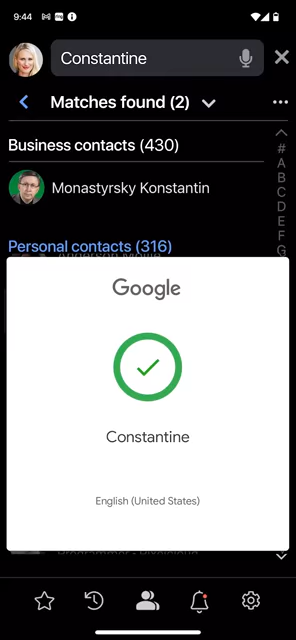 9:44
Constantine
Matches found (2)
Business contacts (430)
#
A
Monastyrsky Konstantin
B
C
D
E
F
Personal contacts (316)
G
Google
Constantine
English (United States)